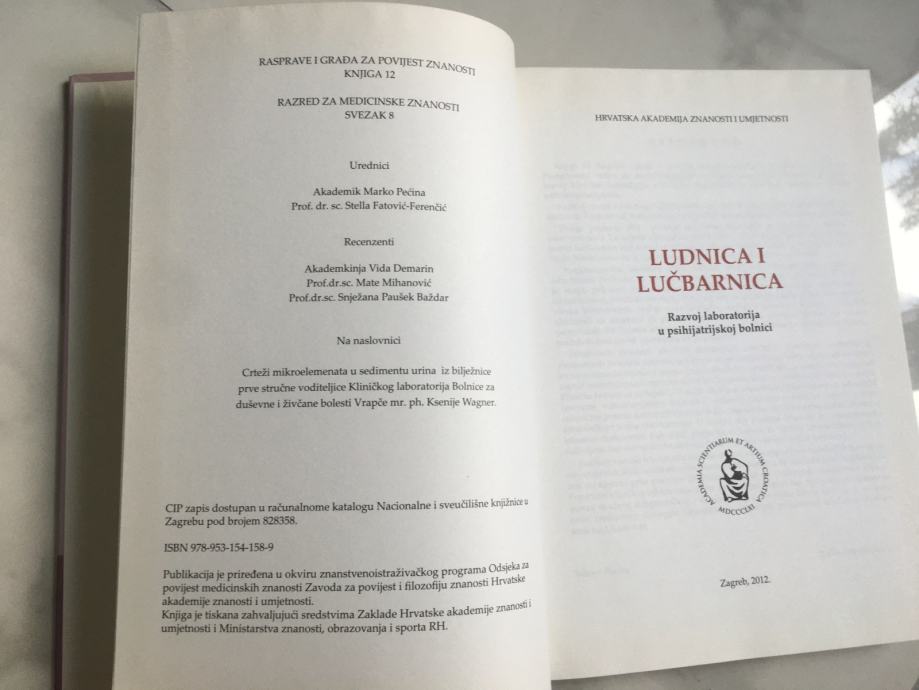 RASPRAVE I GRAĐA ZA POVIJEST ZNANOSTI
KNJIGA 12
RAZRED ZA MEDICINSKE ZNANOSTI
SVEZAK 8
Urednici
Akademik Marko Pećina
Prof. dr. sc. Stella Fatović-Ferenčić
Recenzenti
Akademkinja Vida Demarin
Prof.dr.sc. Mate Mihanović
Prof.dr.sc. Snježana Paušek Baždar
Na naslovnici
Crteži mikroelemenata u sedimentu urina iz bilježnice
prve stručne voditeljice Kliničkog laboratorija Bolnice za
duševne i živčane bolesti Vrapče mr. ph. Ksenije Wagner.
CIP zapis dostupan u računalnome katalogu Nacionalne i sveučilišne knjižnice u
Zagrebu pod brojem 828358.
ISBN 978-953-154-158-9
Publikacija je priređena u okviru znanstvenoistraživačkog programa Odsjeka za
povijest medicinskih znanosti Zavoda za povijest i filozofiju znanosti Hrvatske
akademije znanosti i umjetnosti.
Knjiga je tiskana zahvaljujući sredstvima Zaklade Hrvatske akademije znanosti i
umjetnosti i Ministarstva znanosti, obrazovanja i sporta RH.
HRVATSKA AKADEMIJA ZNANOSTI I UMJETNOSTI
LUDNICA I
LUČBARNICA
Razvoj laboratorija
u psihijatrijskoj bolnici
ACADEMIA SCIENTIARUM ET ARTIUM CROATICA
MDCCCLXI
Zagreb, 2012.